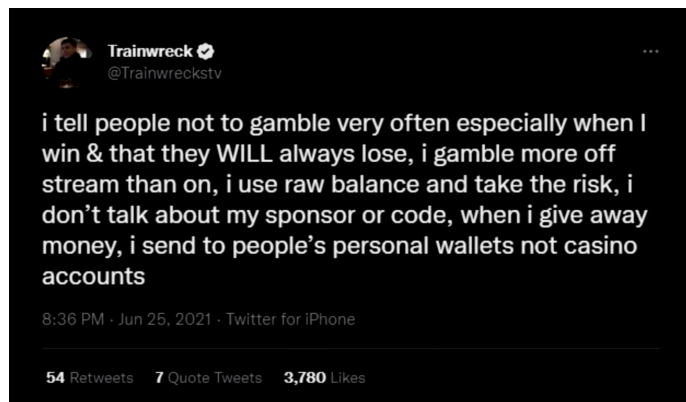 Trainwreck
@Trainwreckstv
i tell people not to gamble very often especially when I
win & that they WILL always lose, i gamble more off
stream than on, i use raw balance and take the risk, i
don’t talk about my sponsor or code, when i give away
money, i send to people’s personal wallets not casino
accounts
8:36 PM · Jun 25, 2021 · Twitter for iPhone
54 Retweets 7 Quote Tweets 3,780 Likes